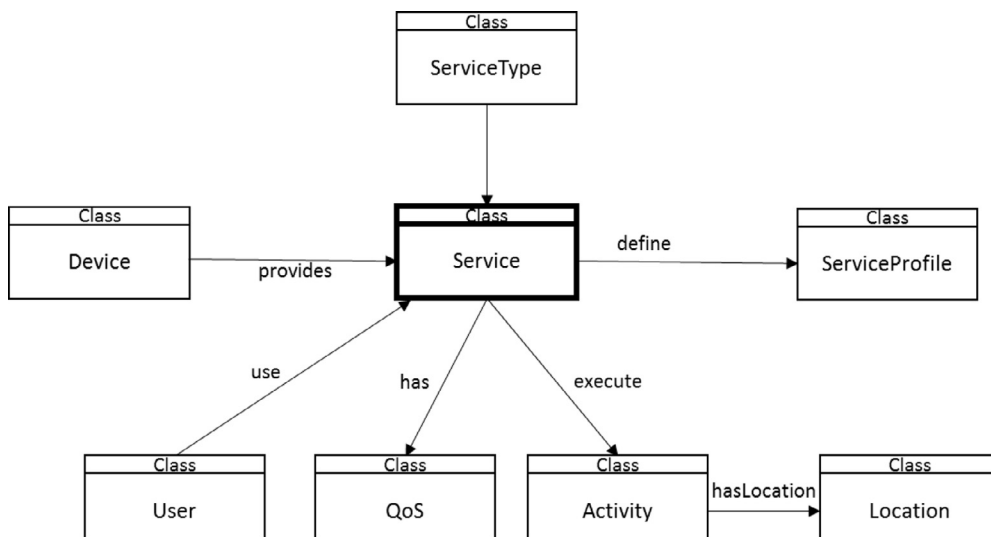 Class
ServiceType
Class
Device
provides
Class
Service
define
Class
ServiceProfile
use
has
execute
Class
User
Class
QoS
Class
Activity
hasLocation
Class
Location